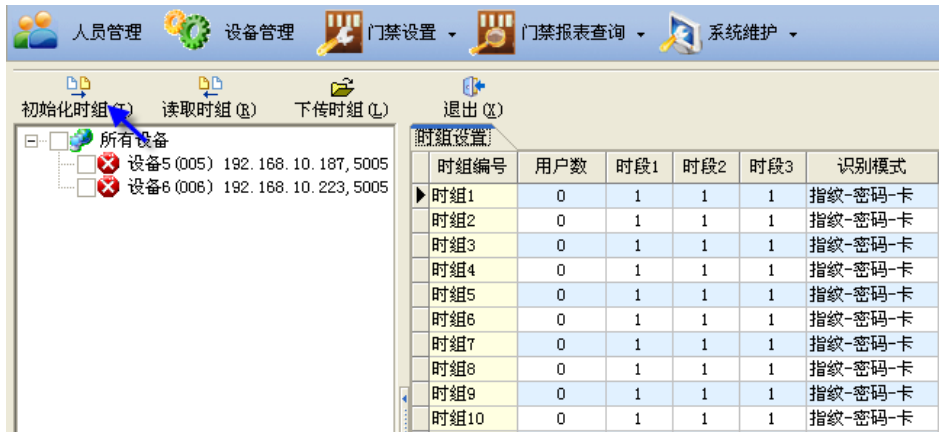 人员管理 设备管理 门禁设置 门禁报表查询 系统维护
初始化时组(I) 读取时组(R) 下传时组(L) 退出(X)
所有设备
设备5(005) 192.168.10.187,5005
设备6(006) 192.168.10.223,5005
时组设置
时组编号 用户数 时段1 时段2 时段3 识别模式
时组1 0 1 1 1 指纹-密码-卡
时组2 0 1 1 1 指纹-密码-卡
时组3 0 1 1 1 指纹-密码-卡
时组4 0 1 1 1 指纹-密码-卡
时组5 0 1 1 1 指纹-密码-卡
时组6 0 1 1 1 指纹-密码-卡
时组7 0 1 1 1 指纹-密码-卡
时组8 0 1 1 1 指纹-密码-卡
时组9 0 1 1 1 指纹-密码-卡
时组10 0 1 1 1 指纹-密码-卡